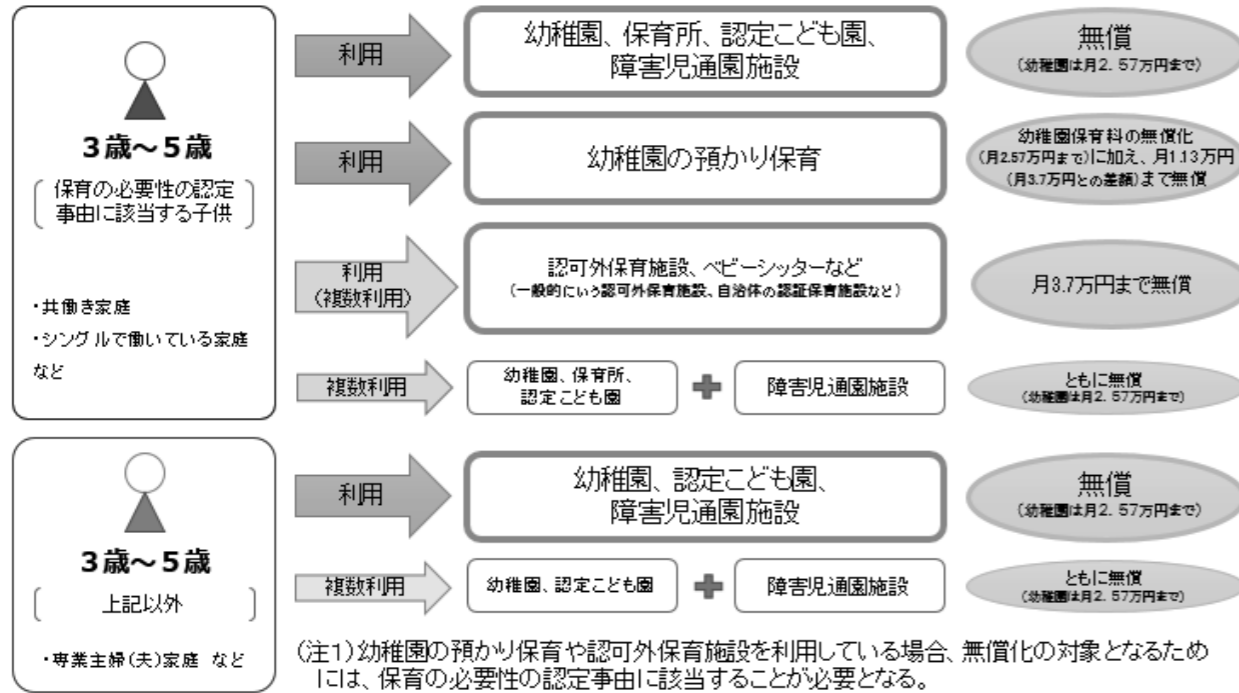 3歳～5歳
保育の必要性の認定
事由に該当する子供
・共働き家庭
・シングルで働いている家庭
など
利用
幼稚園、保育所、認定こども園、
障害児通園施設
無償
(幼稚園は月2.57万円まで)
利用
幼稚園の預かり保育
幼稚園保育料の無償化
(月2.57万円まで)に加え、月1.13万円
(月3.7万円との差額)まで無償
利用
(複数利用)
認可外保育施設、ベビーシッターなど
(一般的にいう認可外保育施設、自治体の認証保育施設など)
月3.7万円まで無償
複数利用
幼稚園、保育所、
認定こども園
障害児通園施設
ともに無償
(幼稚園は月2.57万円まで)
3歳～5歳
上記以外
・専業主婦(夫)家庭 など
利用
幼稚園、認定こども園、
障害児通園施設
無償
(幼稚園は月2.57万円まで)
複数利用
幼稚園、認定こども園
障害児通園施設
ともに無償
(幼稚園は月2.57万円まで)
(注1)幼稚園の預かり保育や認可外保育施設を利用している場合、無償化の対象となるため
には、保育の必要性の認定事由に該当することが必要となる。